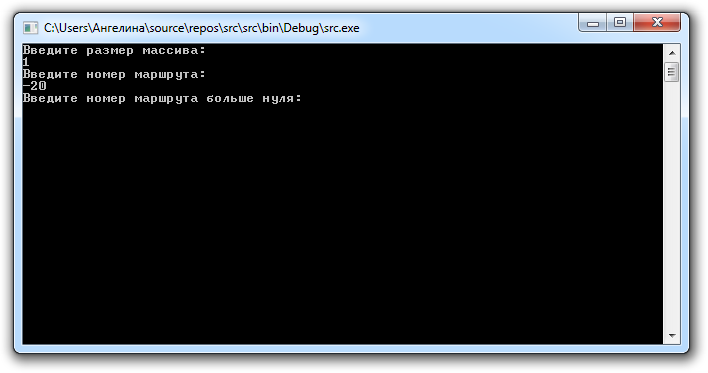 C:\Users\Ангелина\source\repos\src\src\bin\Debug\src.exe
Введите размер массива:
1
Введите номер маршрута:
-20
Введите номер маршрута больше нуля: